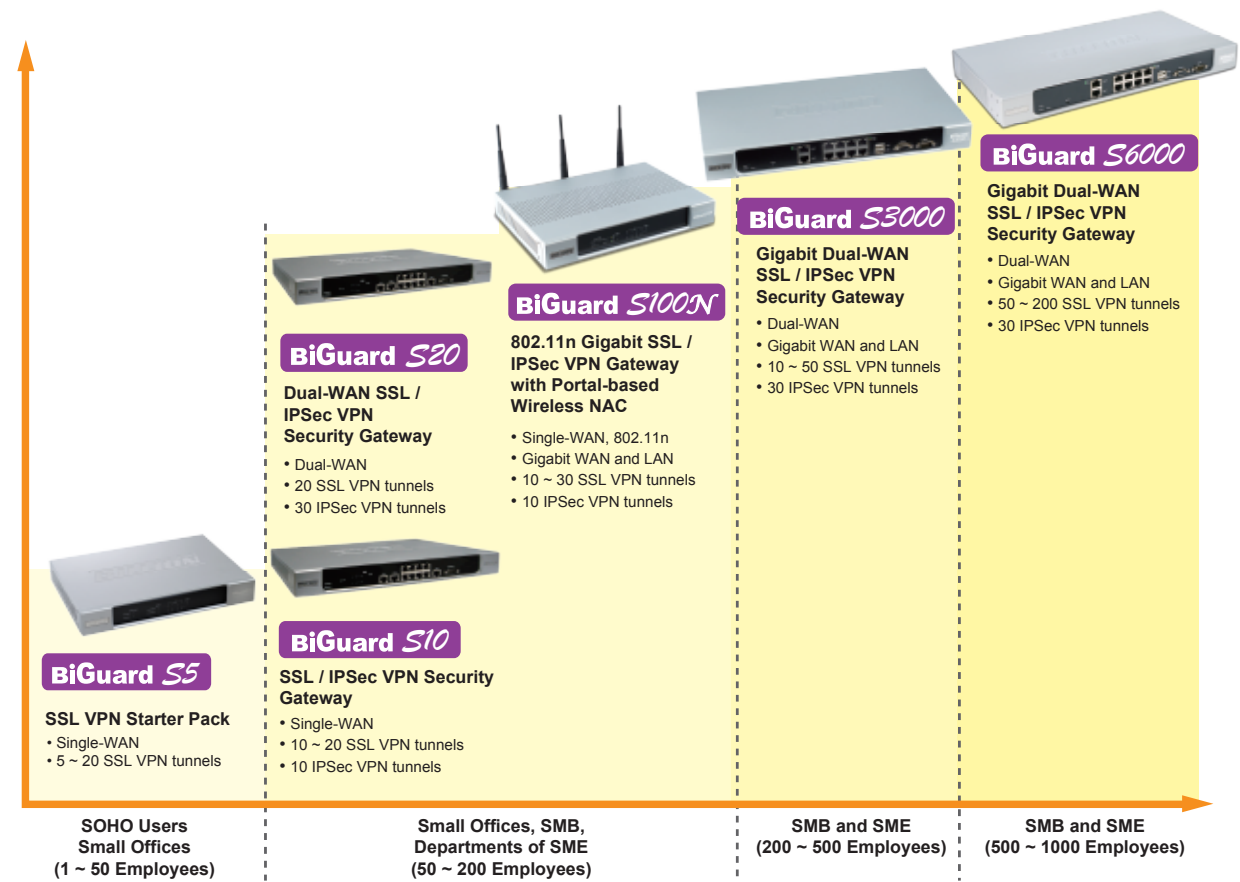 BiGuard S6000
Gigabit Dual-WAN
SSL / IPSec VPN
Security Gateway
• Dual-WAN
• Gigabit WAN and LAN
• 50 ~ 200 SSL VPN tunnels
• 30 IPSec VPN tunnels
BiGuard S3000
Gigabit Dual-WAN
SSL / IPSec VPN
Security Gateway
• Dual-WAN
• Gigabit WAN and LAN
• 10 ~ 50 SSL VPN tunnels
• 30 IPSec VPN tunnels
BiGuard S100N
802.11n Gigabit SSL /
IPSec VPN Gateway
with Portal-based
Wireless NAC
• Single-WAN, 802.11n
• Gigabit WAN and LAN
• 10 ~ 30 SSL VPN tunnels
• 10 IPSec VPN tunnels
BiGuard S20
Dual-WAN SSL /
IPSec VPN
Security Gateway
• Dual-WAN
• 20 SSL VPN tunnels
• 30 IPSec VPN tunnels
BiGuard S10
SSL / IPSec VPN Security
Gateway
• Single-WAN
• 10 ~ 20 SSL VPN tunnels
• 10 IPSec VPN tunnels
BiGuard S5
SSL VPN Starter Pack
• Single-WAN
• 5 ~ 20 SSL VPN tunnels
SOHO Users
Small Offices
(1 ~ 50 Employees)
Small Offices, SMB,
Departments of SME
(50 ~ 200 Employees)
SMB and SME
(200 ~ 500 Employees)
SMB and SME
(500 ~ 1000 Employees)